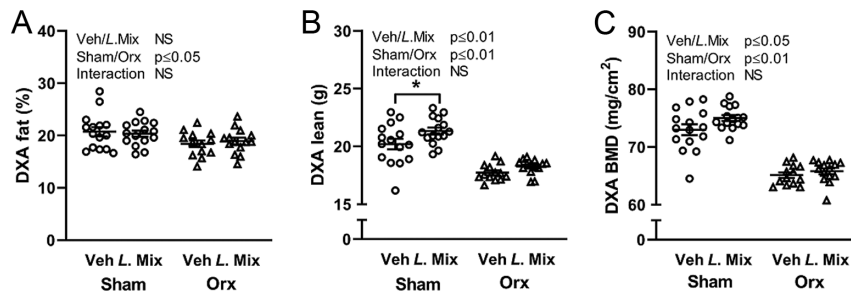 A
Veh/L.Mix NS
Sham/Orx p≤0.05
Interaction NS
DXA fat (%)
40
30
20
10
0
Veh L. Mix Veh L. Mix
Sham Orx
B
Veh/L.Mix p≤0.01
Sham/Orx p≤0.01
Interaction NS
*
DXA lean (g)
30
25
20
15
0
Veh L. Mix Veh L. Mix
Sham Orx
C
Veh/L.Mix p≤0.05
Sham/Orx p≤0.01
Interaction NS
DXA BMD (mg/cm²)
90
80
70
60
0
Veh L. Mix Veh L. Mix
Sham Orx